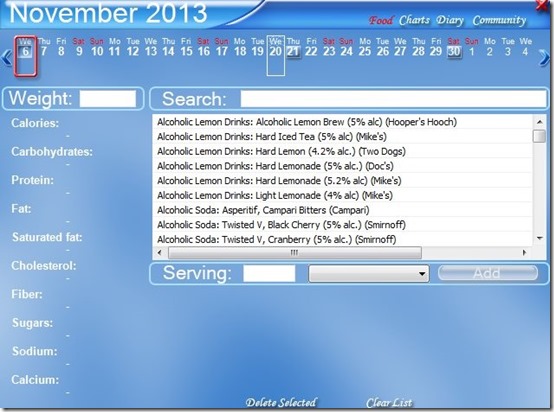 November 2013
Food Charts Diary Community
We Thu Fri Sat Sun Mo Tu We Thu Fri Sat Sun Mo Tu We Thu Fri Sat Sun Mo Tu We Thu Fri Sat Sun Mo Tu We
6 7 8 9 10 11 12 13 14 15 16 17 18 19 20 21 22 23 24 25 26 27 28 29 30 1 2 3 4
Weight:
Search:
Calories:
-
Carbohydrates:
-
Protein:
-
Fat:
-
Saturated fat:
-
Cholesterol:
-
Fiber:
-
Sugars:
-
Sodium:
-
Calcium:
-
Alcoholic Lemon Drinks: Alcoholic Lemon Brew (5% alc) (Hooper's Hooch)
Alcoholic Lemon Drinks: Hard Iced Tea (5% alc) (Mike's)
Alcoholic Lemon Drinks: Hard Lemon (4.2% alc.) (Two Dogs)
Alcoholic Lemon Drinks: Hard Lemonade (5% alc.) (Doc's)
Alcoholic Lemon Drinks: Hard Lemonade (5.2% alc) (Mike's)
Alcoholic Lemon Drinks: Light Lemonade (4% alc) (Mike's)
Alcoholic Soda: Asperitif, Campari Bitters (Campari)
Alcoholic Soda: Twisted V, Black Cherry (5% alc.) (Smirnoff)
Alcoholic Soda: Twisted V, Cranberry (5% alc.) (Smirnoff)
Serving:
Add
Delete Selected Clear List